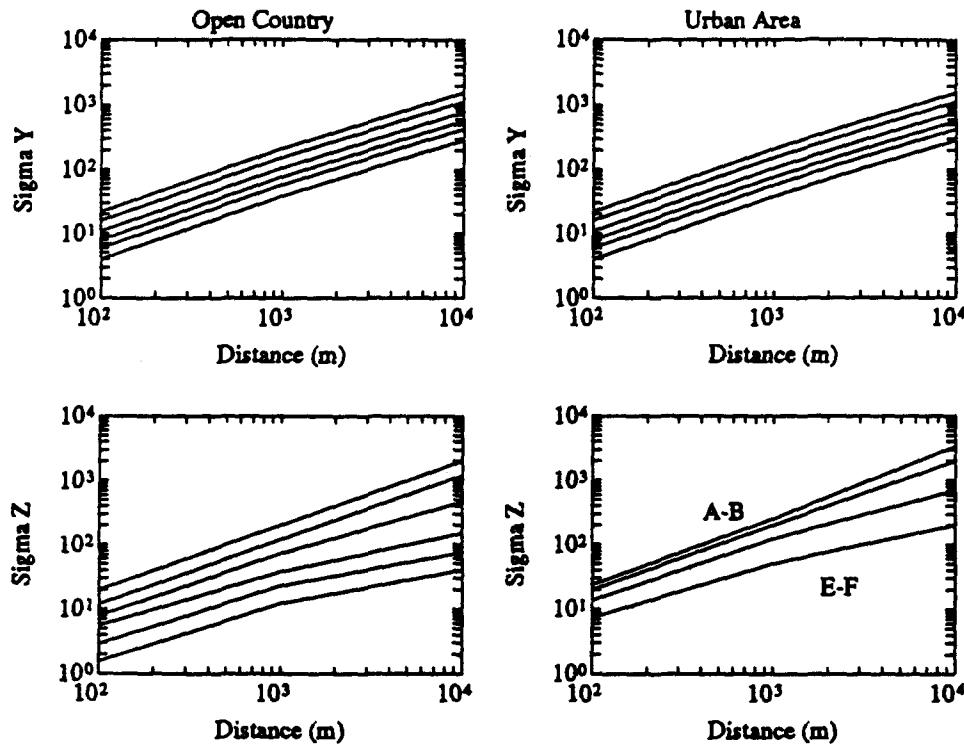 Open Country
Urban Area
10⁴
10³
10²
10¹
10⁰
Sigma Y
10² 10³ 10⁴
Distance (m)
10⁴
10³
10²
10¹
10⁰
Sigma Y
10² 10³ 10⁴
Distance (m)
10⁴
10³
10²
10¹
10⁰
Sigma Z
10² 10³ 10⁴
Distance (m)
10⁴
10³
10²
10¹
10⁰
Sigma Z
A-B
E-F
10² 10³ 10⁴
Distance (m)